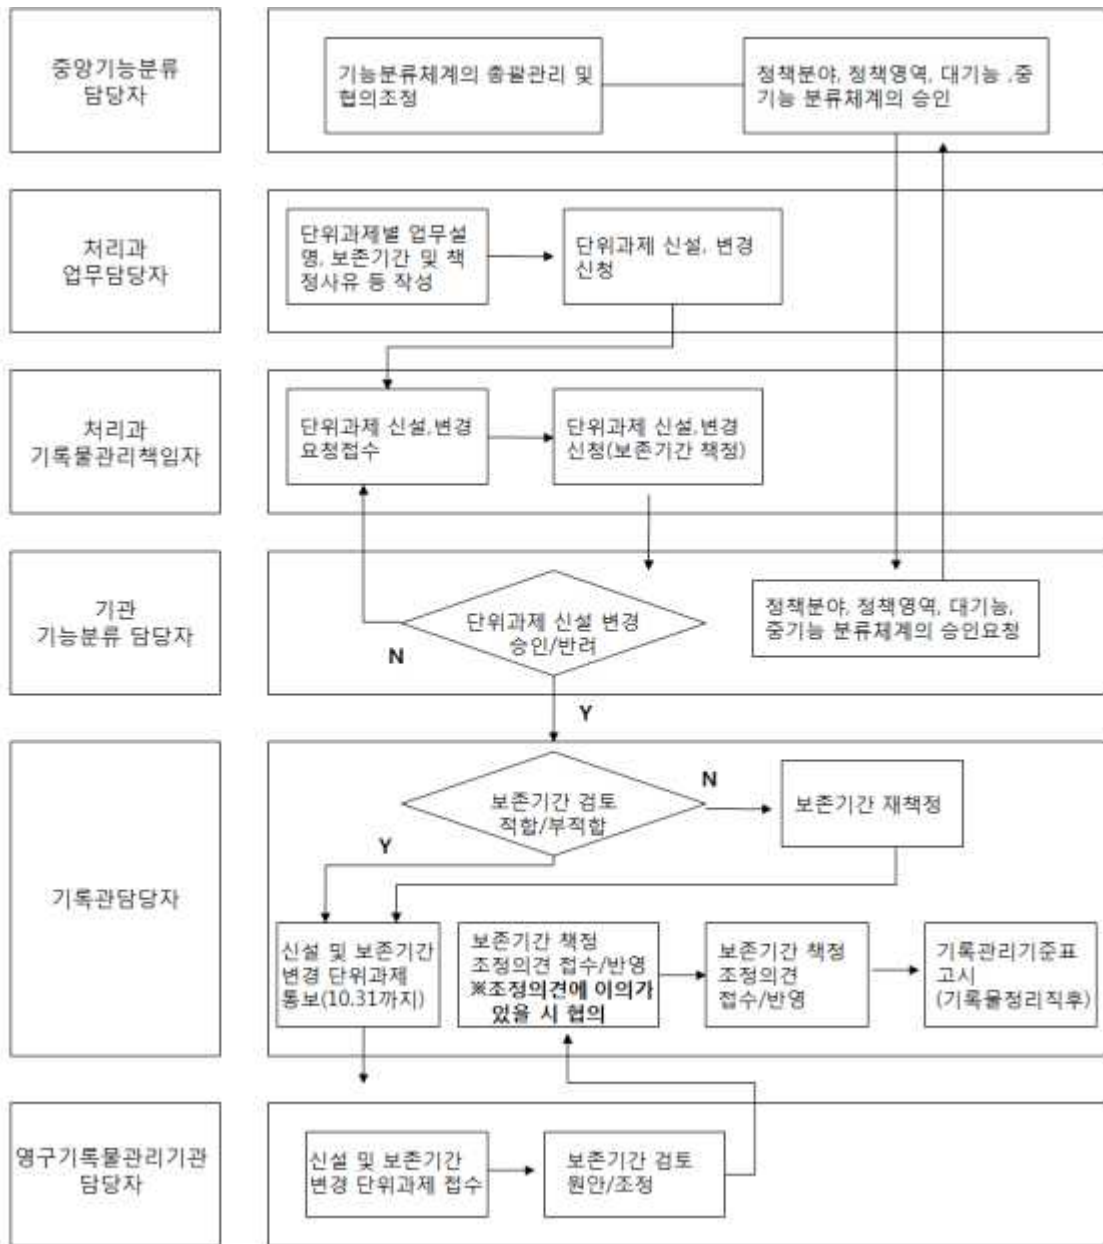 중앙기능분류
담당자
기능분류체계의 총괄관리 및
협의조정
정책분야, 정책영역, 대기능 ,중
기능 분류체계의 승인
처리과
업무담당자
단위과제별 업무설
명, 보존기간 및 책
정사유 등 작성
단위과제 신설, 변경
신청
처리과
기록물관리책임자
단위과제 신설,변경
요청접수
단위과제 신설,변경
신청(보존기간 책정)
기관
기능분류 담당자
단위과제 신설 변경
승인/반려
N
Y
정책분야, 정책영역, 대기능,
중기능 분류체계의 승인요청
기록관담당자
보존기간 검토
적합/부적합
N
Y
보존기간 재책정
신설 및 보존기간
변경 단위과제
통보(10.31까지)
보존기간 책정
조정의견 접수/반영
※조정의견에 이의가
있을 시 협의
보존기간 책정
조정의견
접수/반영
기록관리기준표
고시
(기록물정리직후)
영구기록물관리기관
담당자
신설 및 보존기간
변경 단위과제 접수
보존기간 검토
원안/조정